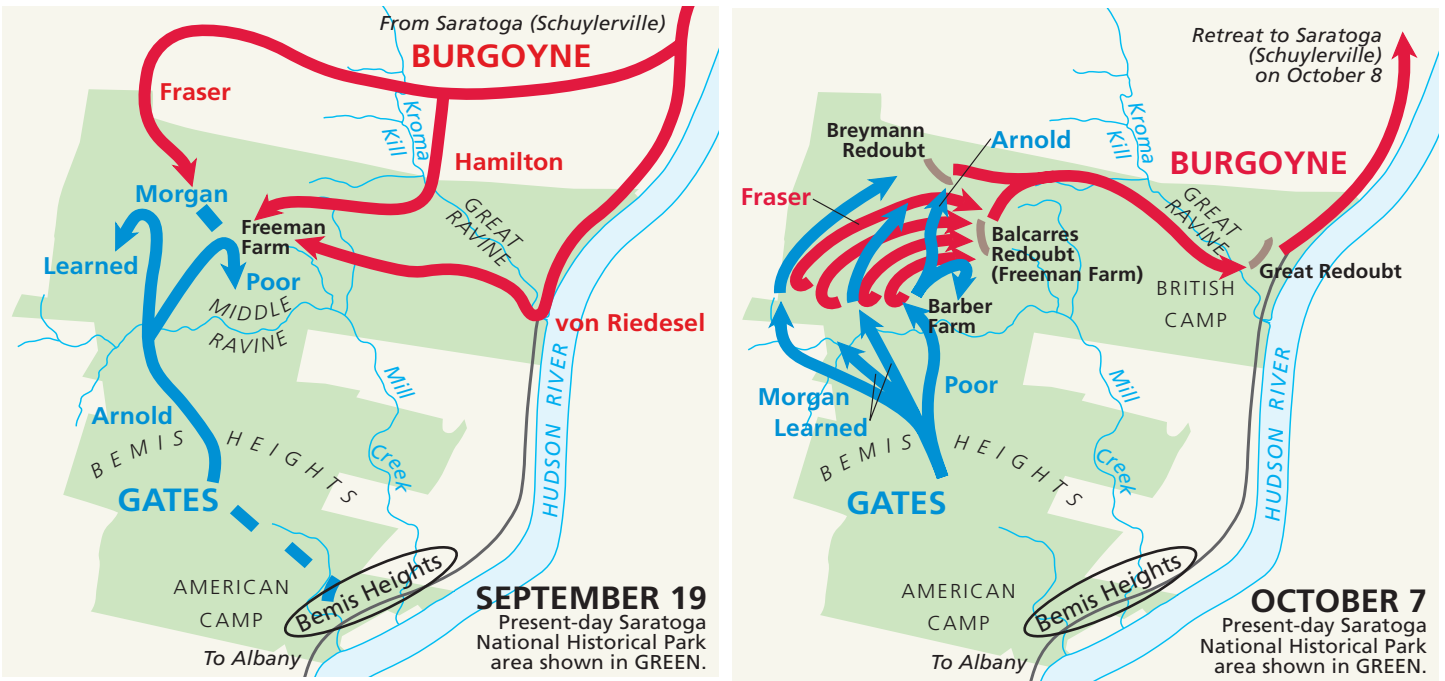 From Saratoga (Schuylerville)
BURGOYNE
Fraser
Kroma
Kill
Hamilton
Morgan
GREAT
RAVINE
Freeman
Farm
Learned
Poor
MIDDLE
RAVINE
von Riedesel
HUDSON RIVER
Mill
Creek
Arnold
BEMIS HEIGHTS
GATES
AMERICAN
CAMP
Bemis Heights
To Albany
SEPTEMBER 19
Present-day Saratoga
National Historical Park
area shown in GREEN.
Retreat to Saratoga
(Schuylerville)
on October 8
Kroma
Kill
Breymann
Redoubt
Arnold
BURGOYNE
Fraser
GREAT
RAVINE
Balcarres
Redoubt
(Freeman Farm)
Great Redoubt
BRITISH
CAMP
Barber
Farm
HUDSON RIVER
Mill
Creek
Morgan
Learned
Poor
BEMIS HEIGHTS
GATES
AMERICAN
CAMP
Bemis Heights
To Albany
OCTOBER 7
Present-day Saratoga
National Historical Park
area shown in GREEN.